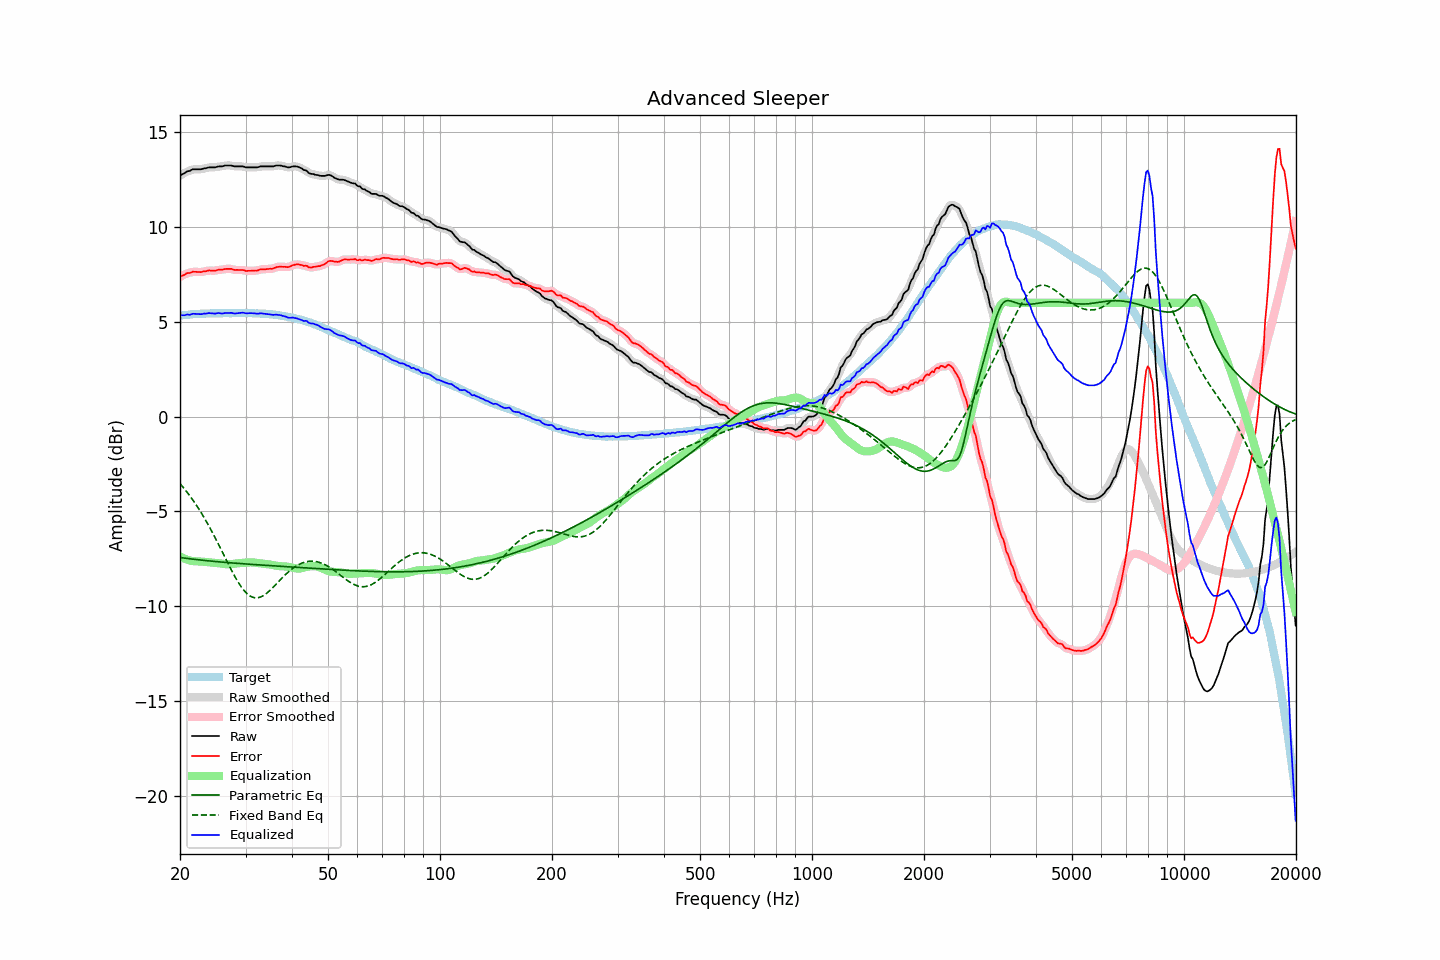 Advanced Sleeper
Amplitude (dBr)
15
10
5
0
−5
−10
−15
−20
Target
Raw Smoothed
Error Smoothed
Raw
Error
Equalization
Parametric Eq
Fixed Band Eq
Equalized
20 50 100 200 500 1000 2000 5000 10000 20000
Frequency (Hz)